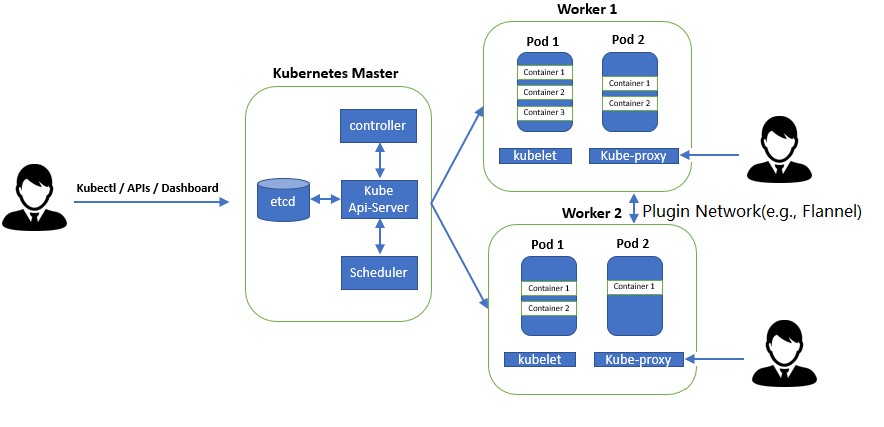 Kubectl / APIs / Dashboard
Kubernetes Master
controller
etcd
Kube
Api-Server
Scheduler
Worker 1
Pod 1
Container 1
Container 2
Container 3
Pod 2
Container 1
Container 2
kubelet
Kube-proxy
Plugin Network(e.g., Flannel)
Worker 2
Pod 1
Container 1
Container 2
Pod 2
Container 1
kubelet
Kube-proxy